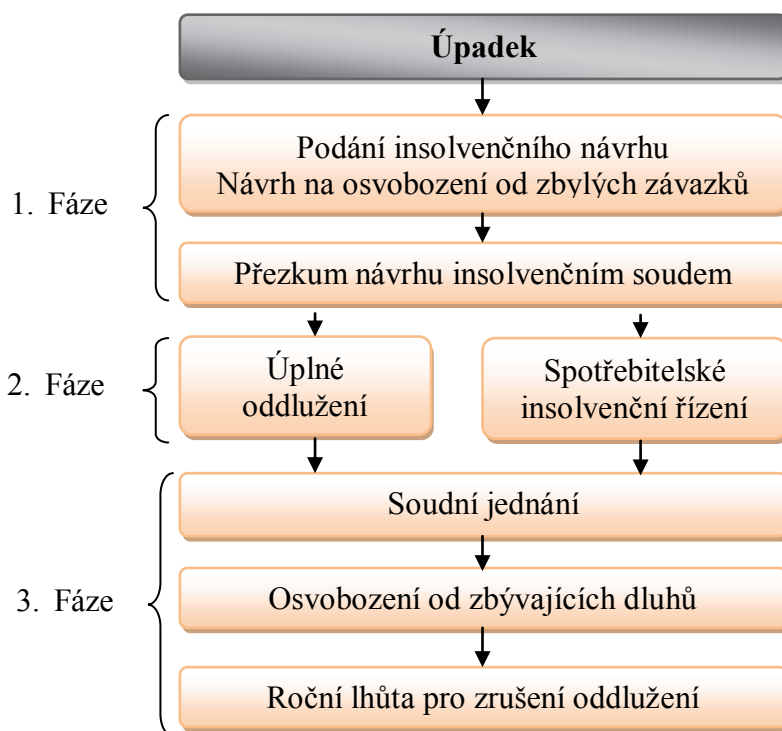 Úpadek
1. Fáze
Podání insolvenčního návrhu
Návrh na osvobození od zbylých závazků
Přezkum návrhu insolvenčním soudem
2. Fáze
Úplné
oddlužení
Spotřebitelské
insolvenční řízení
3. Fáze
Soudní jednání
Osvobození od zbývajících dluhů
Roční lhůta pro zrušení oddlužení